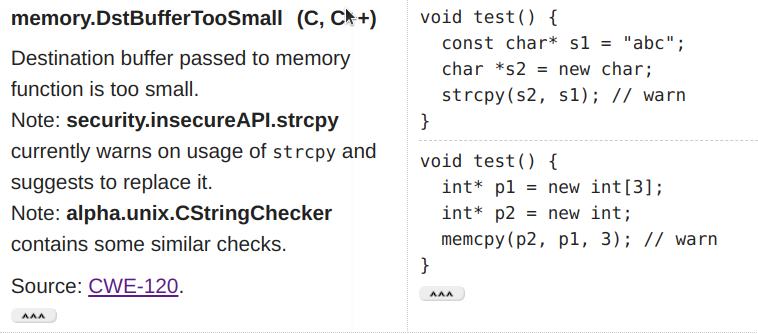 memory.DstBufferTooSmall (C, C++)
Destination buffer passed to memory
function is too small.
Note: security.insecureAPI.strcpy
currently warns on usage of strcpy and
suggests to replace it.
Note: alpha.unix.CStringChecker
contains some similar checks.
Source: CWE-120.
^^^
void test() {
  const char* s1 = "abc";
  char *s2 = new char;
  strcpy(s2, s1); // warn
}
void test() {
  int* p1 = new int[3];
  int* p2 = new int;
  memcpy(p2, p1, 3); // warn
}
^^^